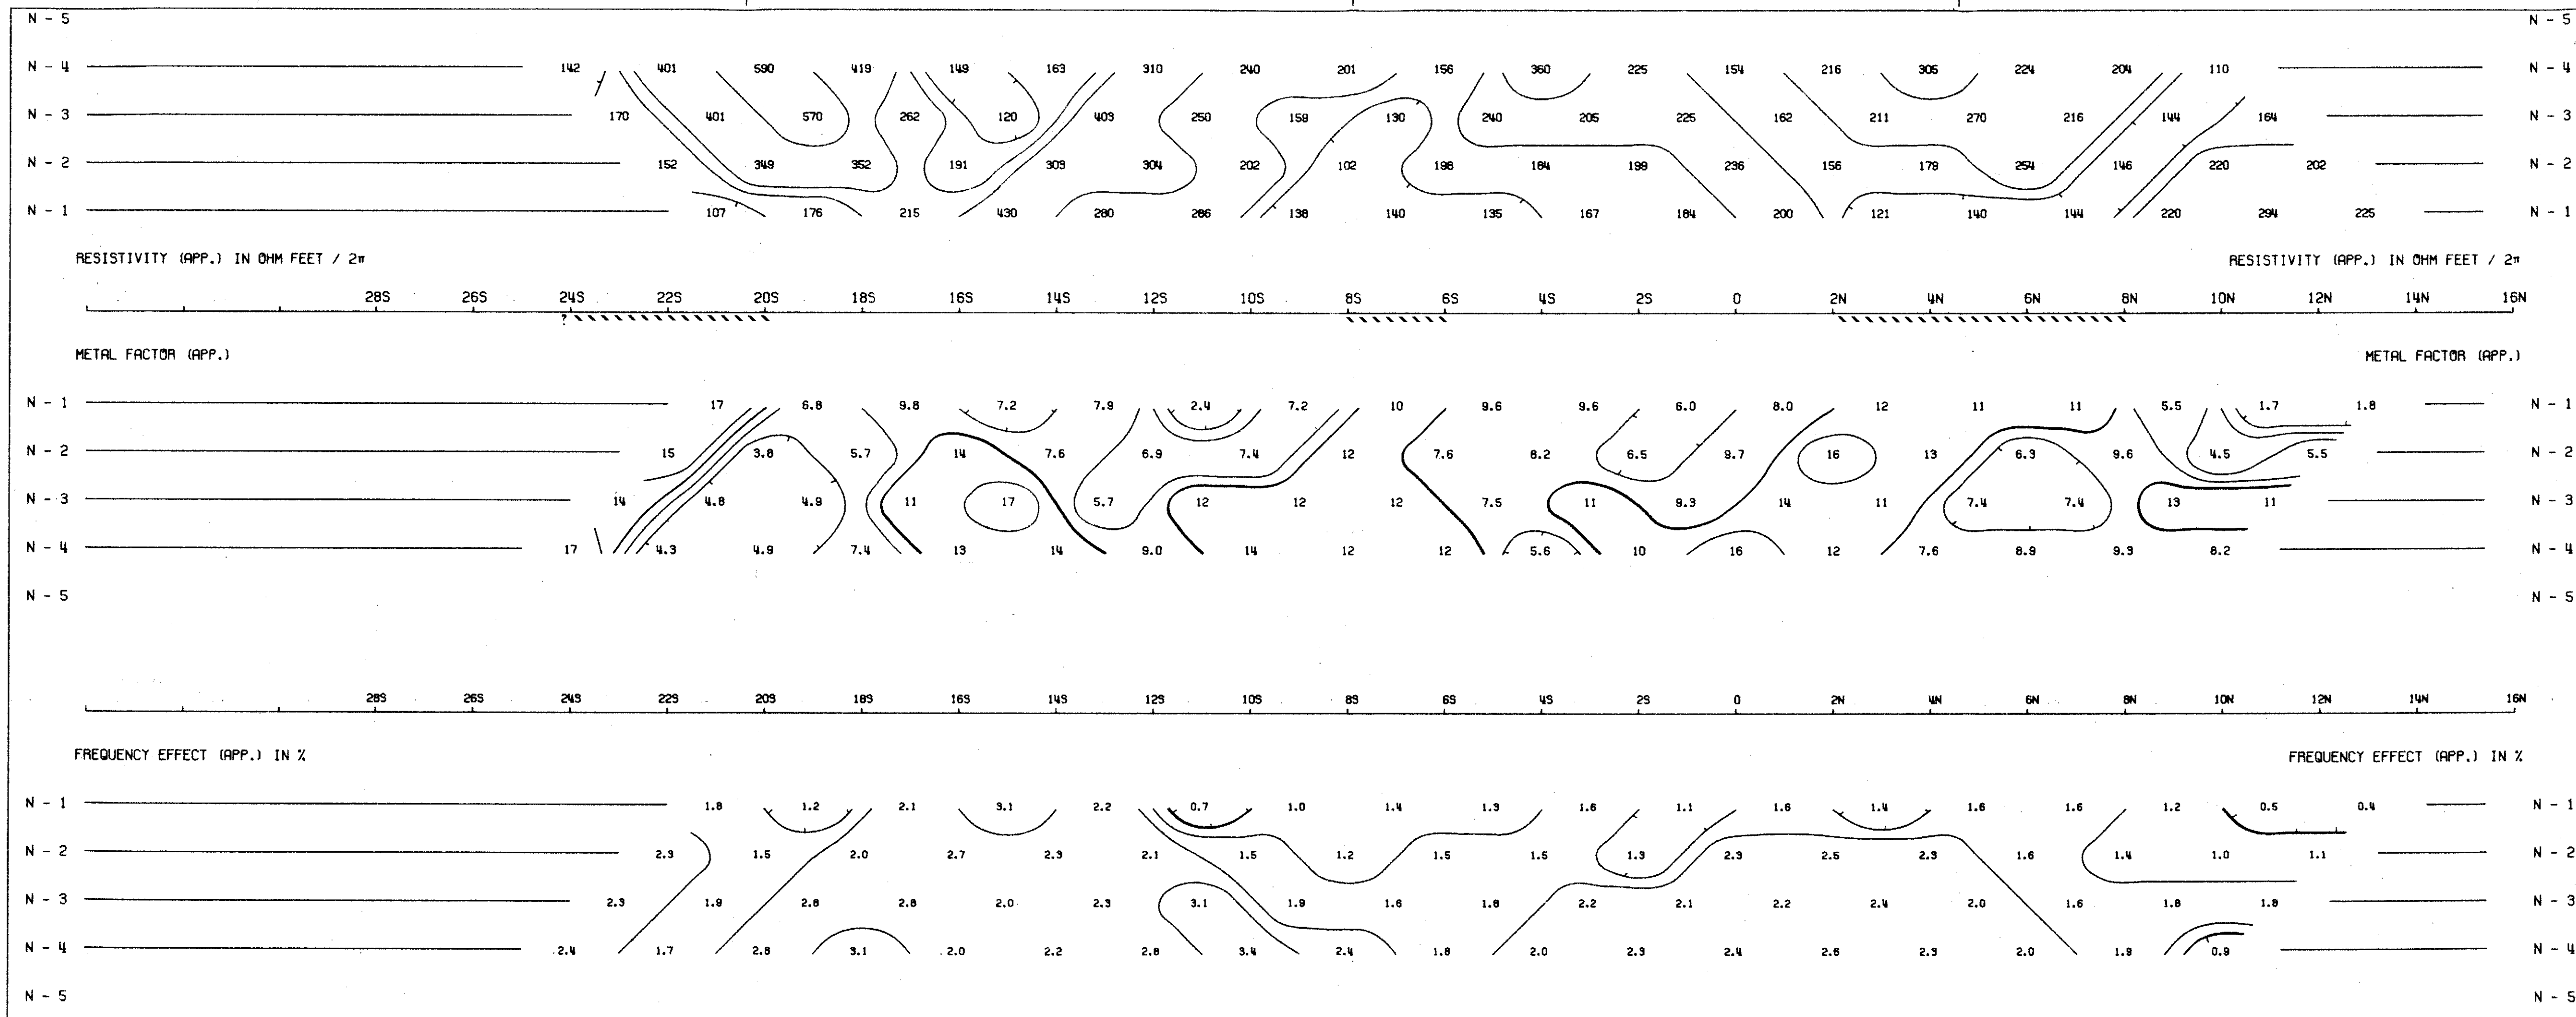 N - 5 N - 5
N - 4 142 401 590 419 149 163 310 240 201 156 360 225 154 216 305 224 204 110 N - 4
N - 3 170 401 570 262 120 403 250 159 130 240 205 225 162 211 270 216 144 164 N - 3
N - 2 152 349 352 191 303 304 202 102 198 184 199 236 156 179 254 146 220 202 N - 2
N - 1 107 176 215 430 280 286 138 140 135 167 184 200 121 140 144 220 294 225 N - 1
RESISTIVITY (APP.) IN OHM FEET / 2π RESISTIVITY (APP.) IN OHM FEET / 2π
28S 26S 24S 22S 20S 18S 16S 14S 12S 10S 8S 6S 4S 2S 0 2N 4N 6N 8N 10N 12N 14N 16N
?
METAL FACTOR (APP.) METAL FACTOR (APP.)
N - 1 17 6.8 9.8 7.2 7.9 2.4 7.2 10 9.6 9.6 6.0 8.0 12 11 11 5.5 1.7 1.8 N - 1
N - 2 15 3.8 5.7 14 7.6 6.9 7.4 12 7.6 8.2 6.5 9.7 16 13 6.3 9.6 4.5 5.5 N - 2
N - 3 14 4.8 4.9 11 17 5.7 12 12 12 7.5 11 9.3 14 11 7.4 7.4 13 11 N - 3
N - 4 17 4.3 4.9 7.4 13 14 9.0 14 12 12 5.6 10 16 12 7.6 8.9 9.3 8.2 N - 4
N - 5 N - 5
28S 26S 24S 22S 20S 18S 16S 14S 12S 10S 8S 6S 4S 2S 0 2N 4N 6N 8N 10N 12N 14N 16N
FREQUENCY EFFECT (APP.) IN % FREQUENCY EFFECT (APP.) IN %
N - 1 1.8 1.2 2.1 3.1 2.2 0.7 1.0 1.4 1.3 1.6 1.1 1.6 1.4 1.6 1.6 1.2 0.5 0.4 N - 1
N - 2 2.3 1.5 2.0 2.7 2.3 2.1 1.5 1.2 1.5 1.5 1.3 2.3 2.5 2.3 1.6 1.4 1.0 1.1 N - 2
N - 3 2.3 1.9 2.8 2.8 2.0 2.3 3.1 1.9 1.6 1.8 2.2 2.1 2.2 2.4 2.0 1.6 1.8 1.8 N - 3
N - 4 2.4 1.7 2.8 3.1 2.0 2.2 2.8 3.4 2.4 1.8 2.0 2.3 2.4 2.6 2.3 2.0 1.9 0.9 N - 4
N - 5 N - 5